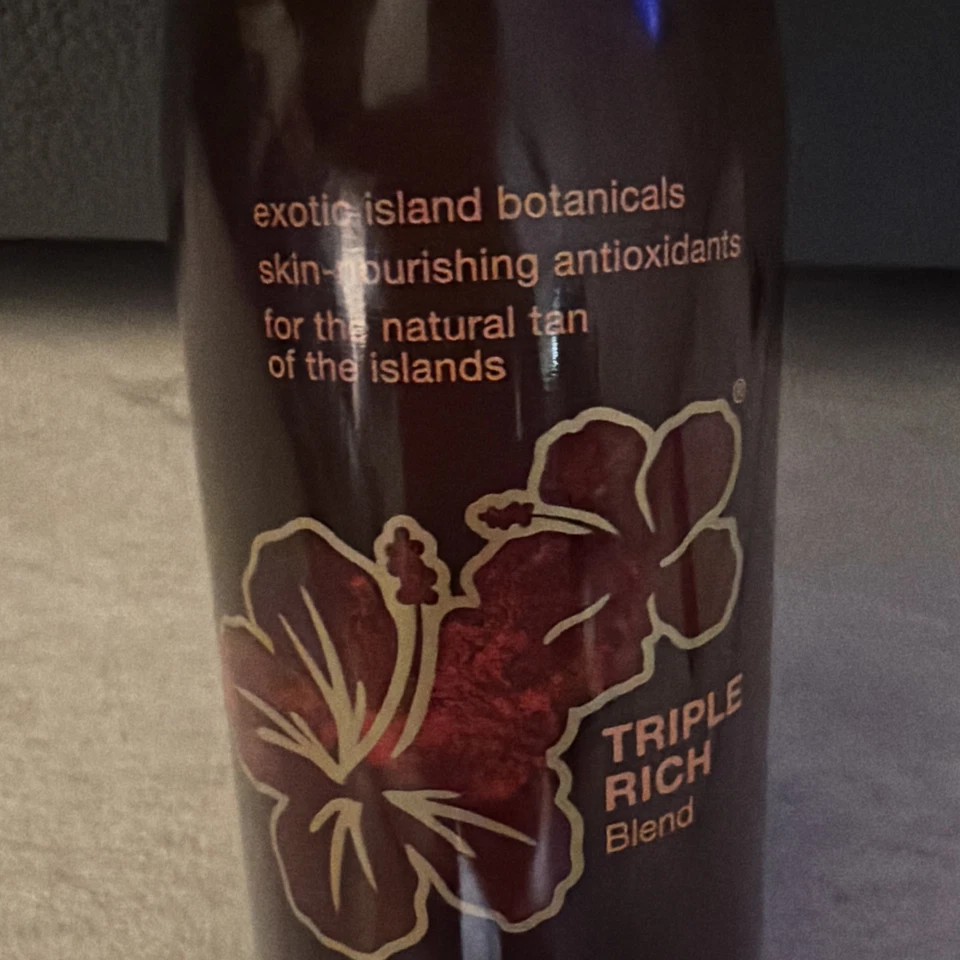 exotic island botanicals
skin-nourishing antioxidants
for the natural tan
of the islands
®
TRIPLE
RICH
Blend